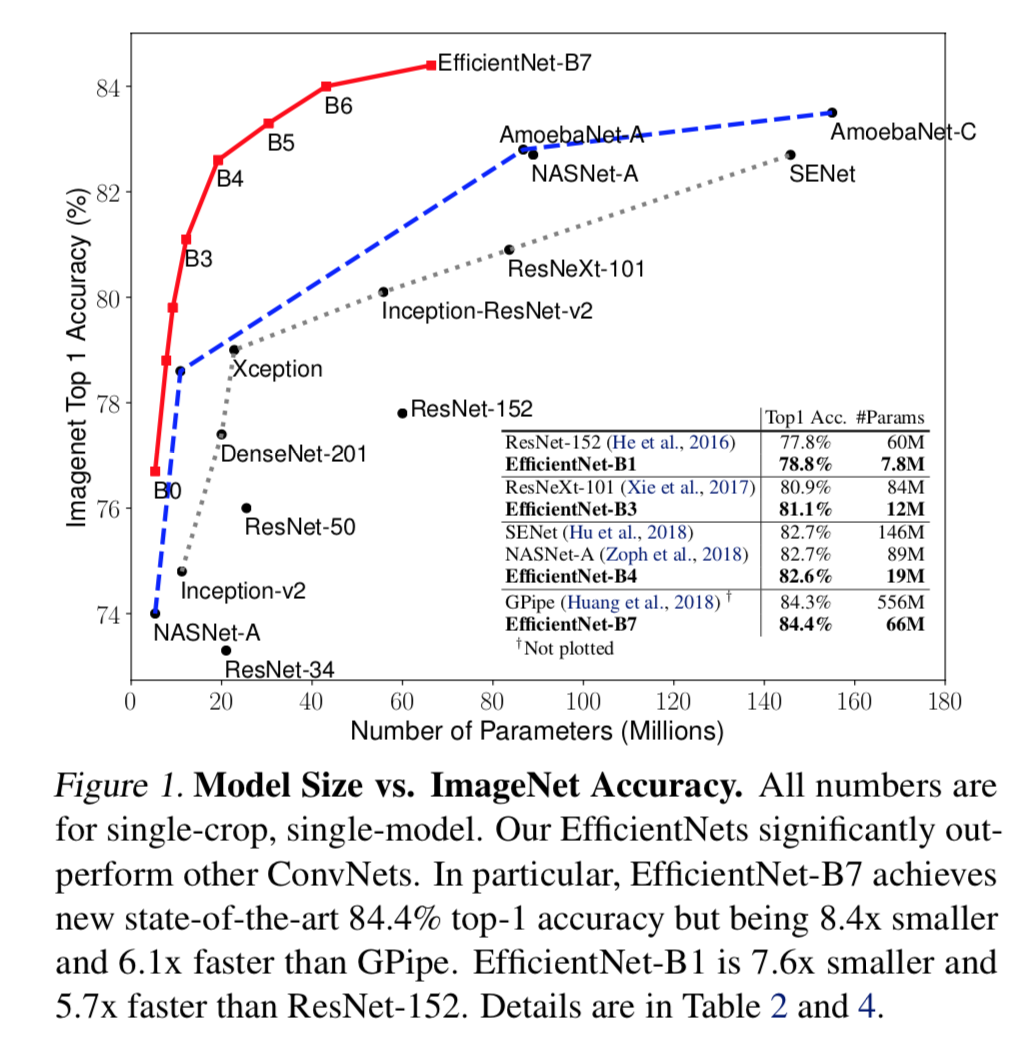 84
82
80
78
76
74
Imagenet Top 1 Accuracy (%)
EfficientNet-B7
B6
B5
B4
B3
B0
AmoebaNet-A
AmoebaNet-C
NASNet-A
SENet
ResNeXt-101
Inception-ResNet-v2
Xception
ResNet-152
DenseNet-201
ResNet-50
Inception-v2
NASNet-A
ResNet-34
Top1 Acc. #Params
ResNet-152 (He et al., 2016) 77.8% 60M
EfficientNet-B1 78.8% 7.8M
ResNeXt-101 (Xie et al., 2017) 80.9% 84M
EfficientNet-B3 81.1% 12M
SENet (Hu et al., 2018) 82.7% 146M
NASNet-A (Zoph et al., 2018) 82.7% 89M
EfficientNet-B4 82.6% 19M
GPipe (Huang et al., 2018) † 84.3% 556M
EfficientNet-B7 84.4% 66M
†Not plotted
0 20 40 60 80 100 120 140 160 180
Number of Parameters (Millions)
Figure 1. Model Size vs. ImageNet Accuracy. All numbers are
for single-crop, single-model. Our EfficientNets significantly out-
perform other ConvNets. In particular, EfficientNet-B7 achieves
new state-of-the-art 84.4% top-1 accuracy but being 8.4x smaller
and 6.1x faster than GPipe. EfficientNet-B1 is 7.6x smaller and
5.7x faster than ResNet-152. Details are in Table 2 and 4.